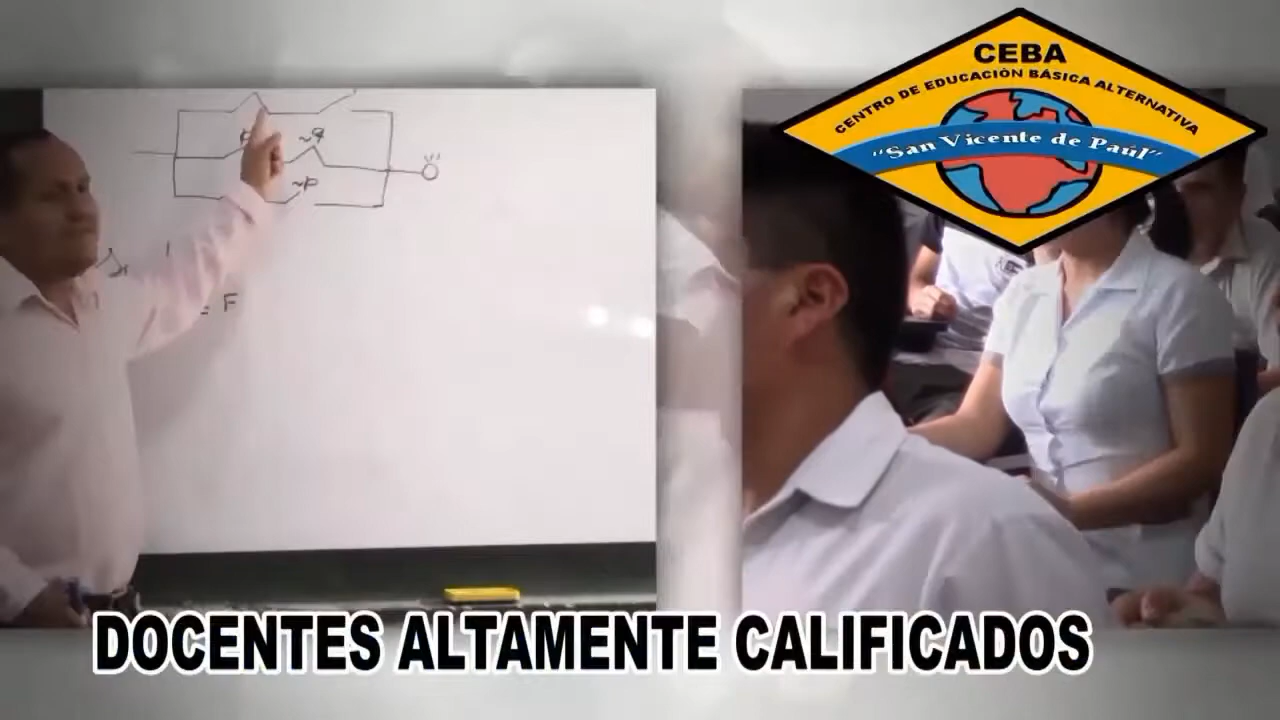 CEBA
CENTRO DE EDUCACIÓN BÁSICA ALTERNATIVA
"San Vicente de Paúl"
~q
~p
"V"
= F
DOCENTES ALTAMENTE CALIFICADOS